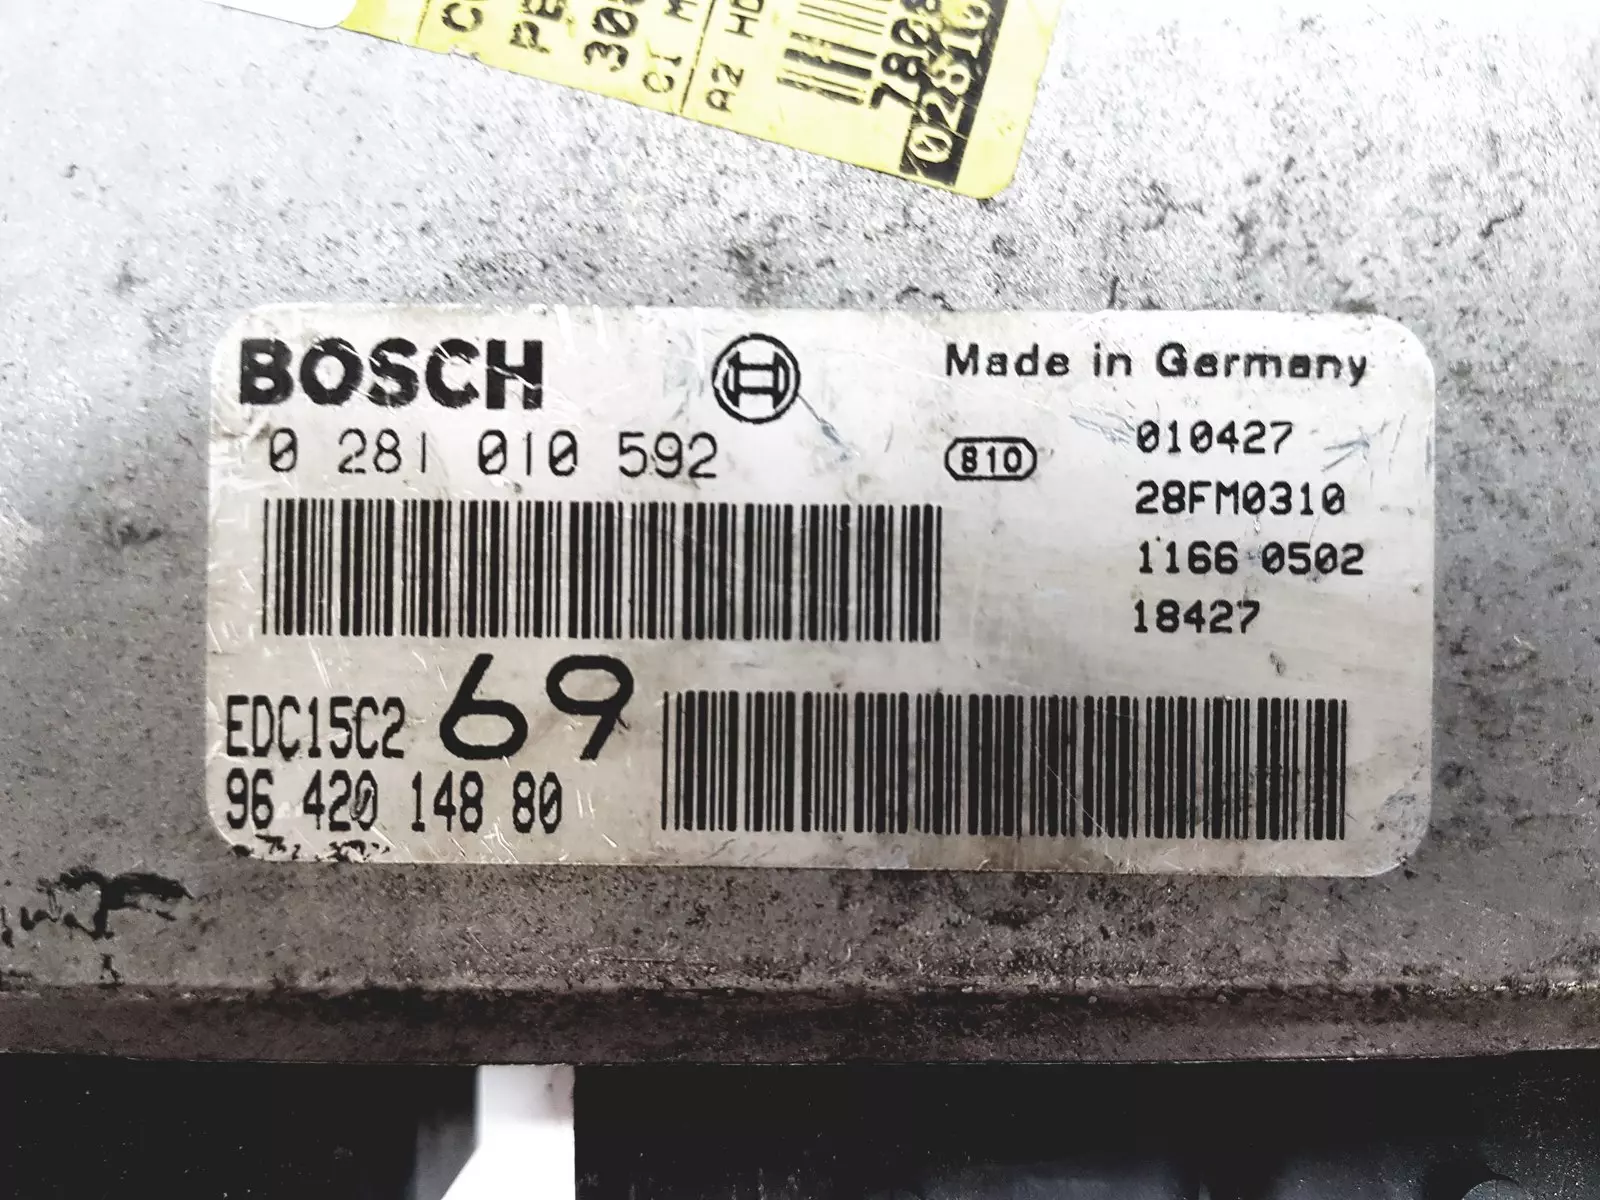 BOSCH
Made in Germany
0 281 010 592
810
010427
28FM0310
1166 0502
18427
EDC15C2 69
96 420 148 80